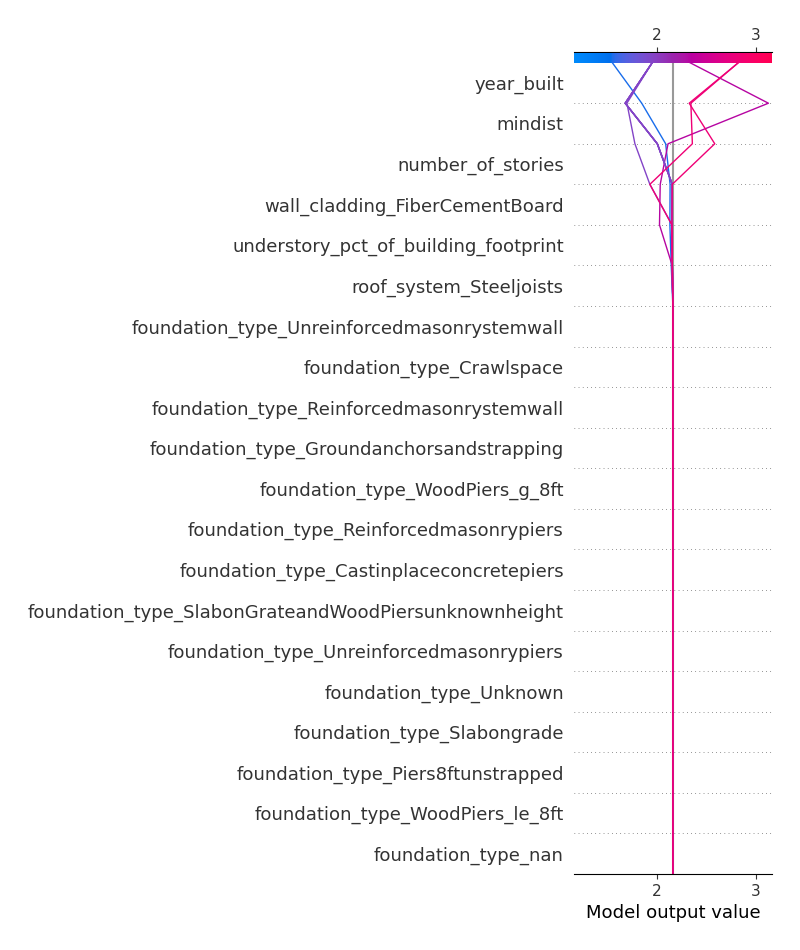 2 3
year_built
mindist
number_of_stories
wall_cladding_FiberCementBoard
understory_pct_of_building_footprint
roof_system_Steeljoists
foundation_type_Unreinforcedmasonrystemwall
foundation_type_Crawlspace
foundation_type_Reinforcedmasonrystemwall
foundation_type_Groundanchorsandstrapping
foundation_type_WoodPiers_g_8ft
foundation_type_Reinforcedmasonrypiers
foundation_type_Castinplaceconcretepiers
foundation_type_SlabonGrateandWoodPiersunknownheight
foundation_type_Unreinforcedmasonrypiers
foundation_type_Unknown
foundation_type_Slabongrade
foundation_type_Piers8ftunstrapped
foundation_type_WoodPiers_le_8ft
foundation_type_nan
2 3
Model output value